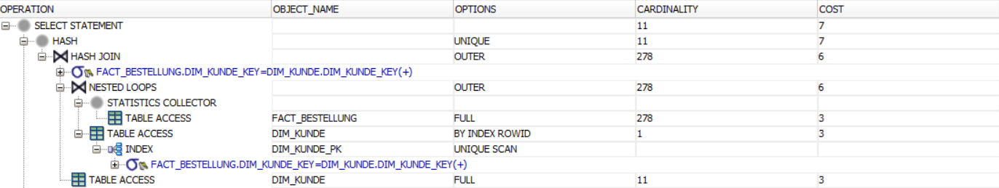 OPERATION OBJECT_NAME OPTIONS CARDINALITY COST
SELECT STATEMENT 11 7
HASH UNIQUE 11 7
HASH JOIN OUTER 278 6
FACT_BESTELLUNG.DIM_KUNDE_KEY=DIM_KUNDE.DIM_KUNDE_KEY(+)
NESTED LOOPS OUTER 278 6
STATISTICS COLLECTOR
TABLE ACCESS FACT_BESTELLUNG FULL 278 3
TABLE ACCESS DIM_KUNDE BY INDEX ROWID 1 3
INDEX DIM_KUNDE_PK UNIQUE SCAN
FACT_BESTELLUNG.DIM_KUNDE_KEY=DIM_KUNDE.DIM_KUNDE_KEY(+)
TABLE ACCESS DIM_KUNDE FULL 11 3